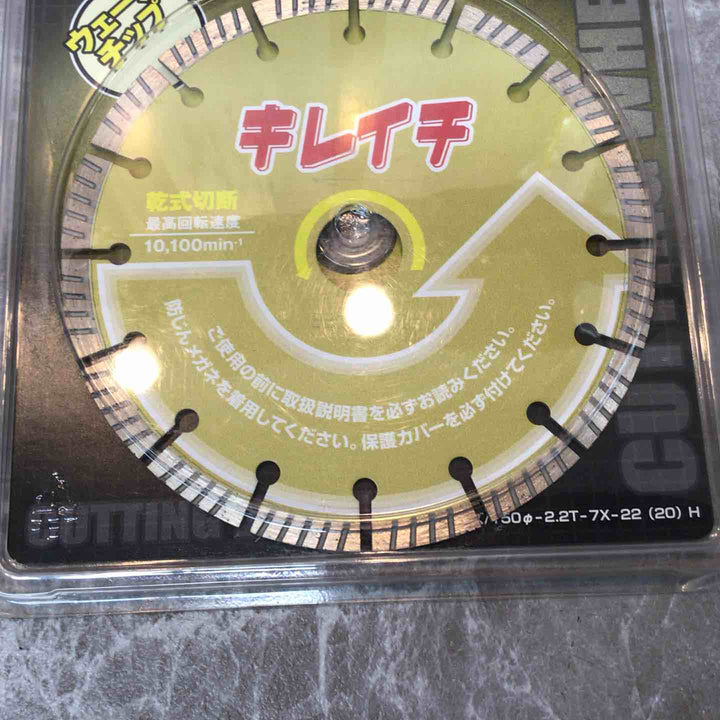 ウェー
チップ
キレイチ
乾式切断
最高回転速度
10,100min⁻¹
ご使用の前に取扱説明書を必ずお読みください。
防じんメガネを着用してください。保護カバーを必ず付けてください。
50φ-2.2T-7X-22 (20) H
CUTTING
WHE